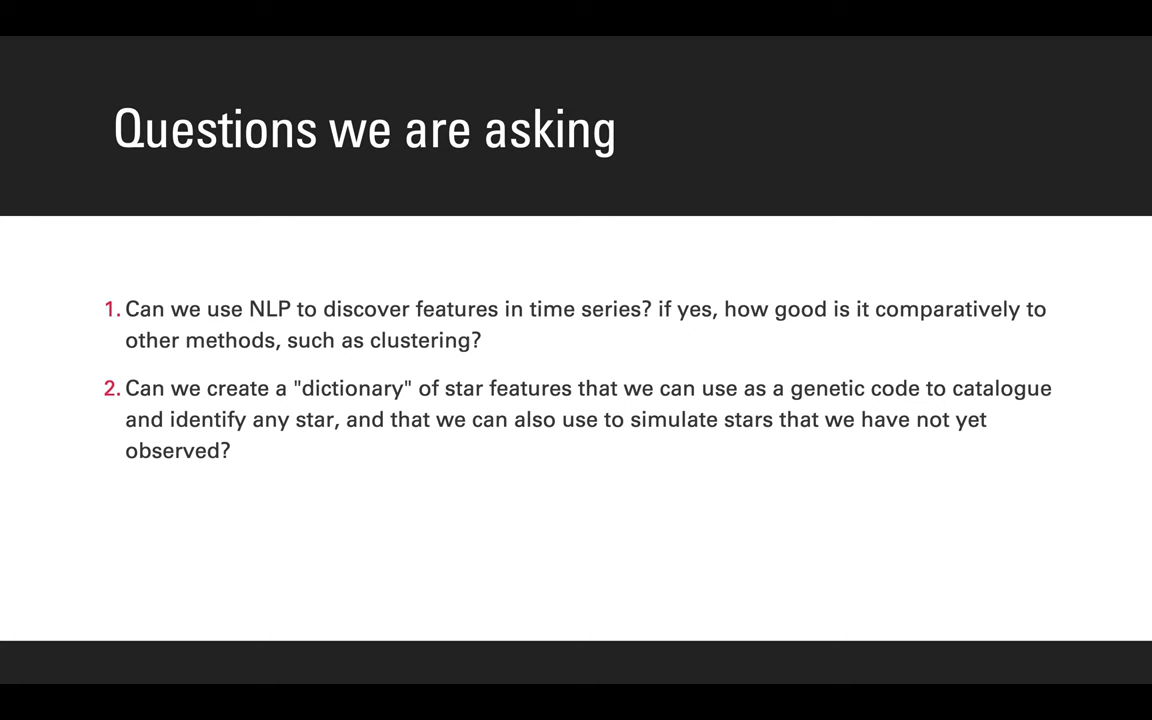 Questions we are asking
1. Can we use NLP to discover features in time series? if yes, how good is it comparatively to
other methods, such as clustering?
2. Can we create a "dictionary" of star features that we can use as a genetic code to catalogue
and identify any star, and that we can also use to simulate stars that we have not yet
observed?